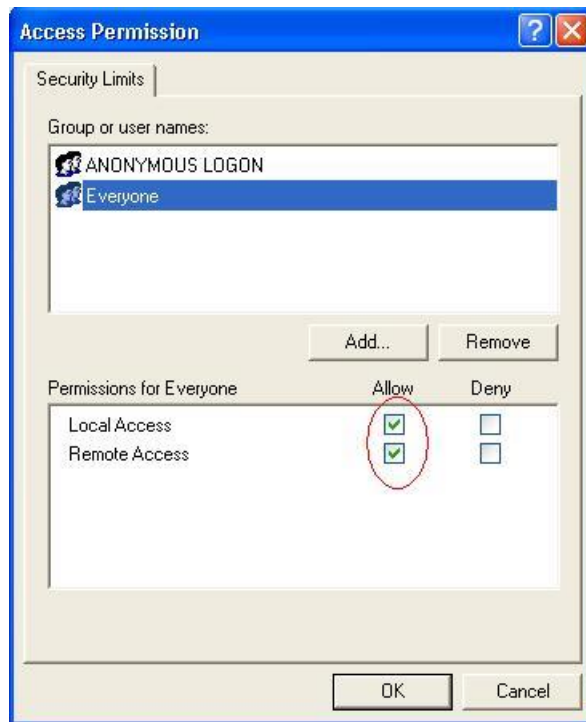 Access Permission
Security Limits
Group or user names:
ANONYMOUS LOGON
Everyone
Add... Remove
Permissions for Everyone Allow Deny
Local Access
Remote Access
OK Cancel